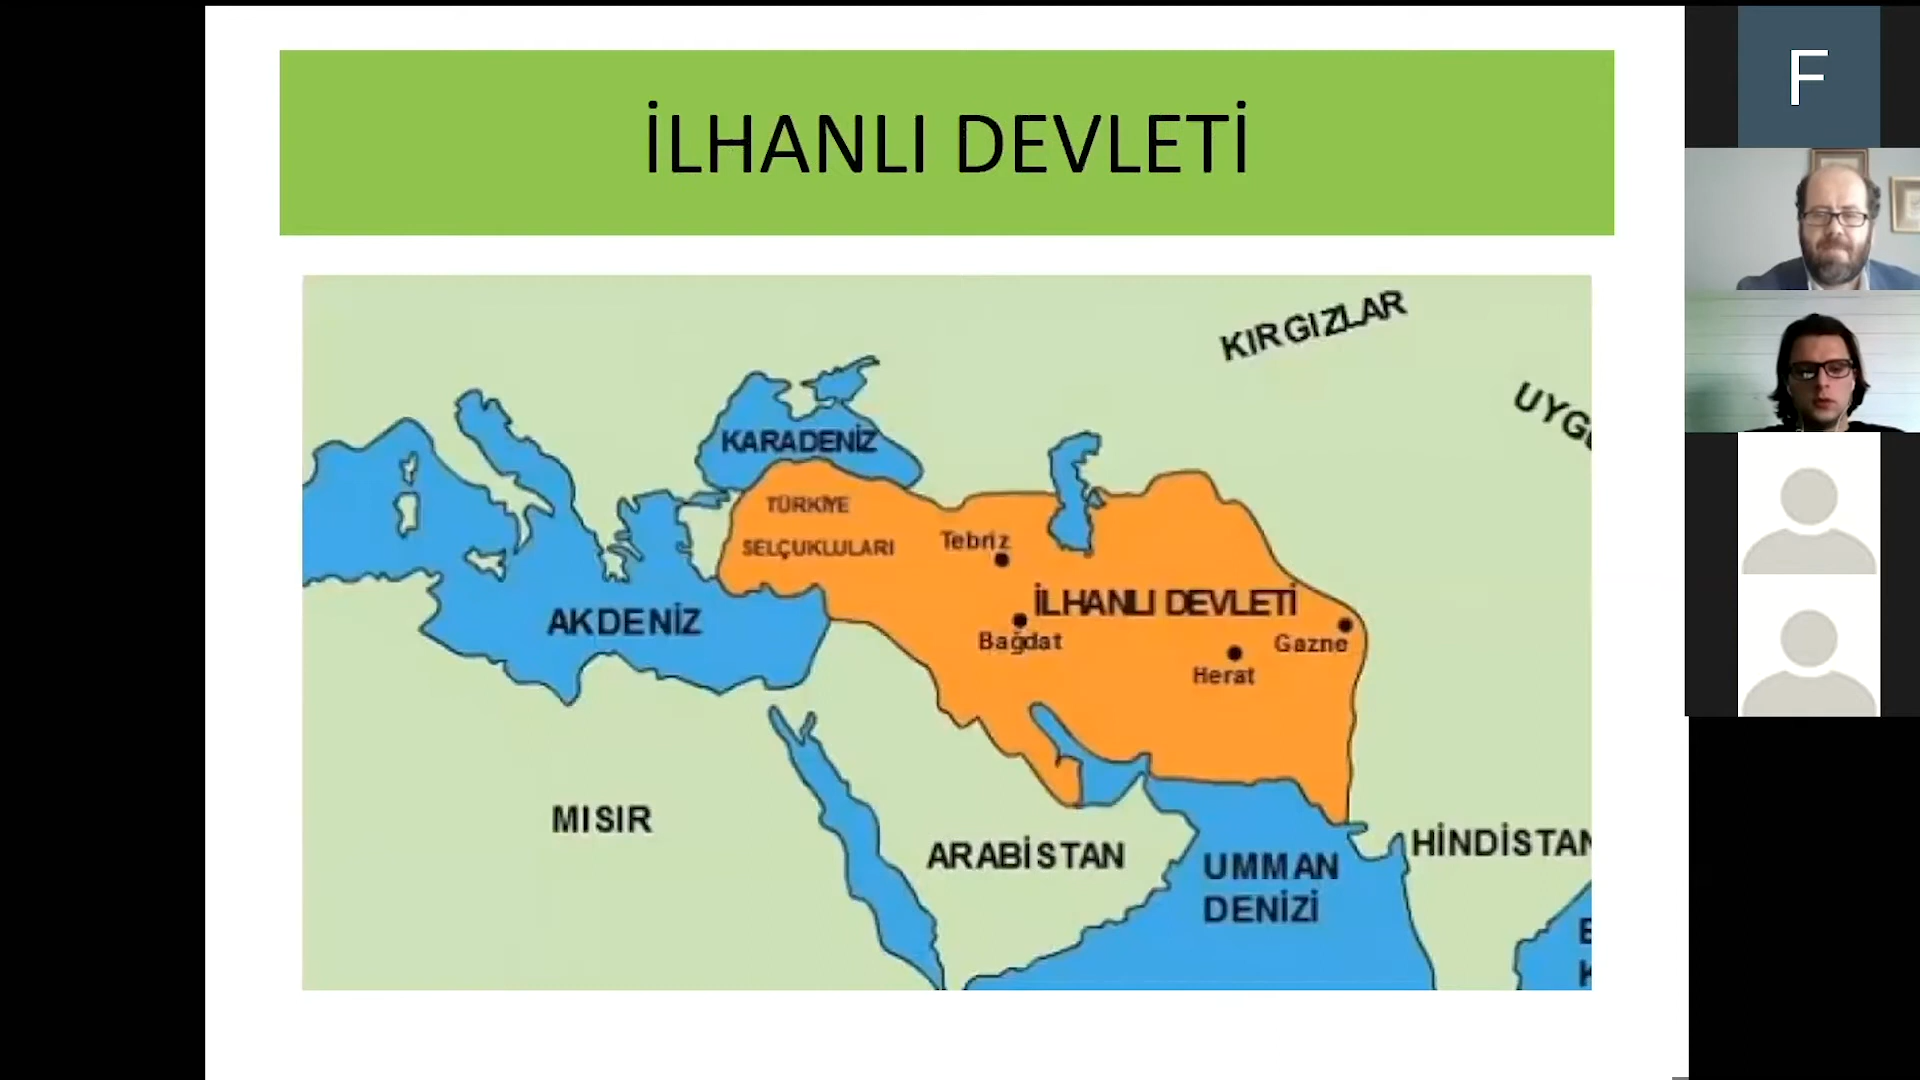 İLHANLI DEVLETİ
F
KIRGIZLAR
KARADENİZ
TÜRKİYE
SELÇUKLULARI
Tebriz
İLHANLI DEVLETİ
AKDENİZ
Bağdat
Gazne
Herat
MISIR
ARABİSTAN
HİNDİSTAN
UMMAN
DENİZİ